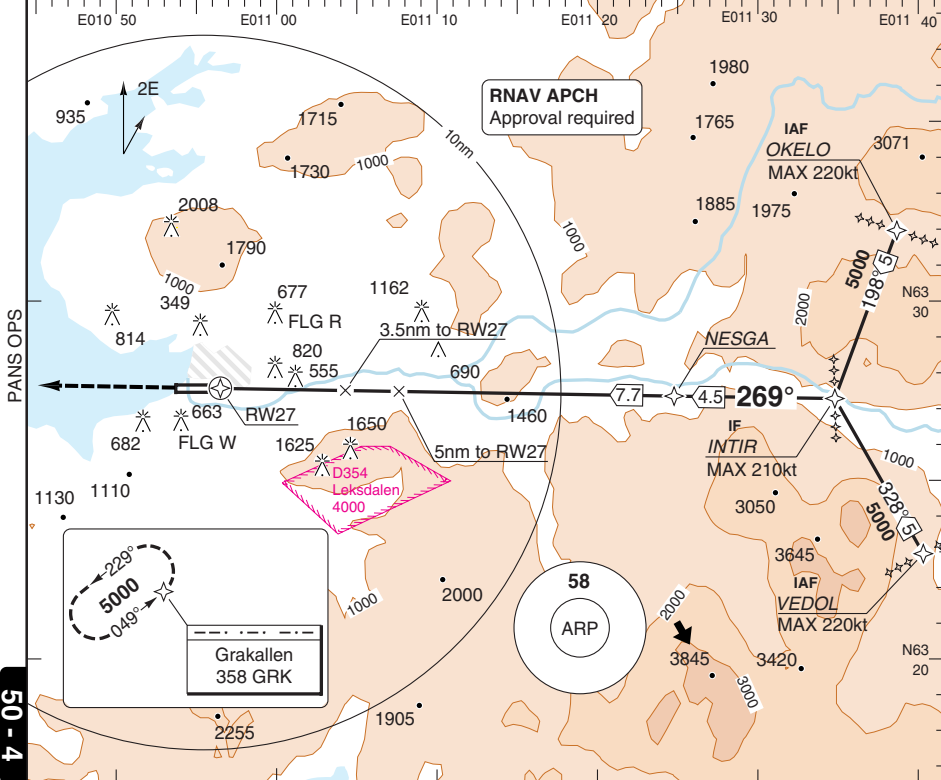 E010 50
E011 00
E011 10
E011 20
E011 30
E011 40
2E
935
1715
1730
1000
10nm
RNAV APCH
Approval required
1980
1765
1885
1975
IAF
OKELO
MAX 220kt
3071
2008
1790
1000
349
814
677
FLG R
1162
3.5nm to RW27
820
555
690
1000
2000
5000
198°
5
N63
30
NESGA
PANS OPS
663
RW27
682
FLG W
1460
7.7
4.5
269°
IF
INTIR
MAX 210kt
1650
1625
5nm to RW27
D354
Leksdalen
4000
1130
1110
3050
1000
328°
5
5000
3645
IAF
VEDOL
MAX 220kt
229°
5000
049°
Grakallen
358 GRK
1000
2000
58
ARP
2000
3845
3420
3000
N63
20
2255
1905
50 - 4